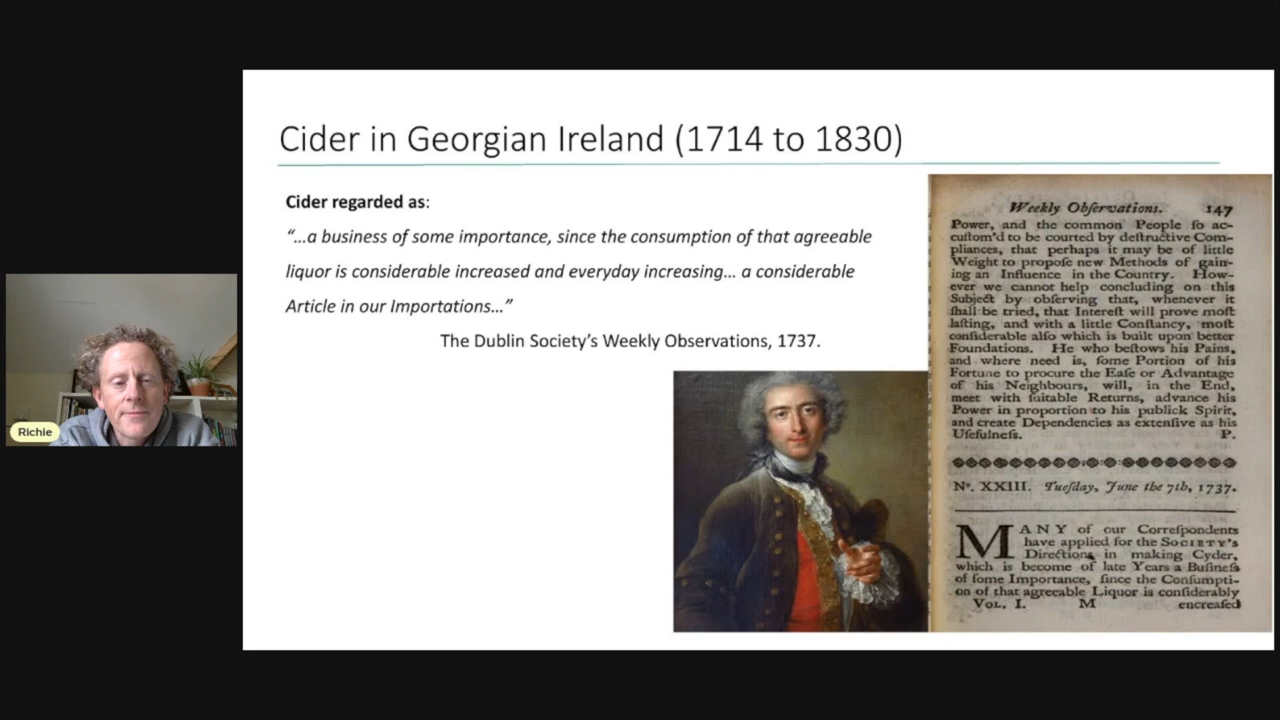 Cider in Georgian Ireland (1714 to 1830)
Cider regarded as:
“…a business of some importance, since the consumption of that agreeable
liquor is considerable increased and everyday increasing… a considerable
Article in our Importations…”
The Dublin Society’s Weekly Observations, 1737.
Richie
Weekly Obſervations. 147
Power, and the common People ſo ac-
cuſtom’d to be courted by deſtructive Com-
pliances, that perhaps it may be of little
Weight to propoſe new Methods of gain-
ing an Influence in the Country. How-
ever we cannot help concluding on this
Subject by obſerving that, whenever it
ſhall be tried, that Intereſt will prove moſt
laſting, and with a little Conſtancy, moſt
conſiderable alſo which is built upon better
Foundations. He who beſtows his Pains,
and where need is, ſome Portion of his
Fortune to procure the Eaſe or Advantage
of his Neighbours, will, in the End,
meet with ſuitable Returns, advance his
Power in proportion to his publick Spirit,
and create Dependencies as extenſive as his
Uſefulneſs. P.
Nº. XXIII. Tueſday, June the 7th, 1737.
MANY of our Correſpondents
have applied for the SOCIETY’s
Directions in making Cyder,
which is become of late Years a Buſineſs
of ſome Importance, ſince the Conſumpti-
on of that agreeable Liquor is conſiderably
VOL. I. M encreaſed